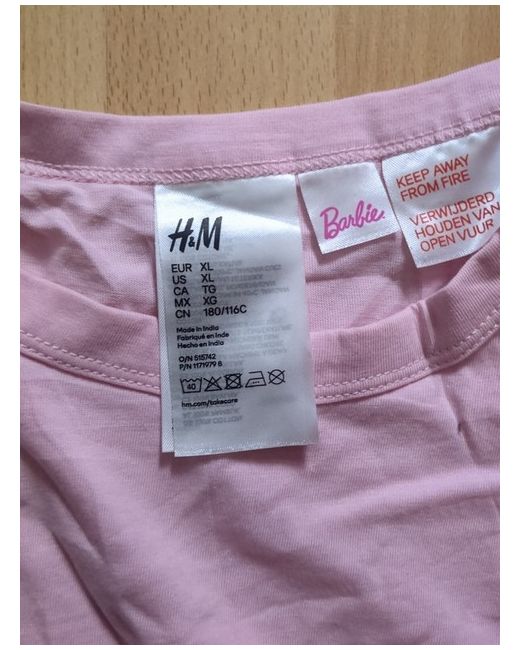 H&M
EUR XL
US XL
CA TG
MX XG
CN 180/116C
Made in India
Fabriqué en Inde
Hecho en India
O/N 515742
P/N 1171979 8
40
hm.com/takecare
Barbie
KEEP AWAY
FROM FIRE
VERWIJDERD
HOUDEN VAN
OPEN VUUR